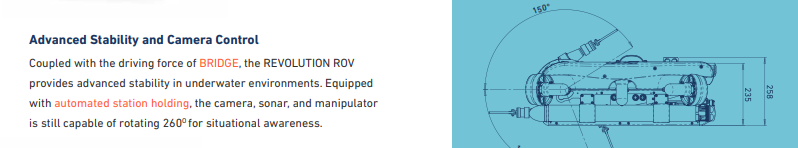 Advanced Stability and Camera Control
Coupled with the driving force of BRIDGE, the REVOLUTION ROV
provides advanced stability in underwater environments. Equipped
with automated station holding, the camera, sonar, and manipulator
is still capable of rotating 260⁰ for situational awareness.
150°
235
258